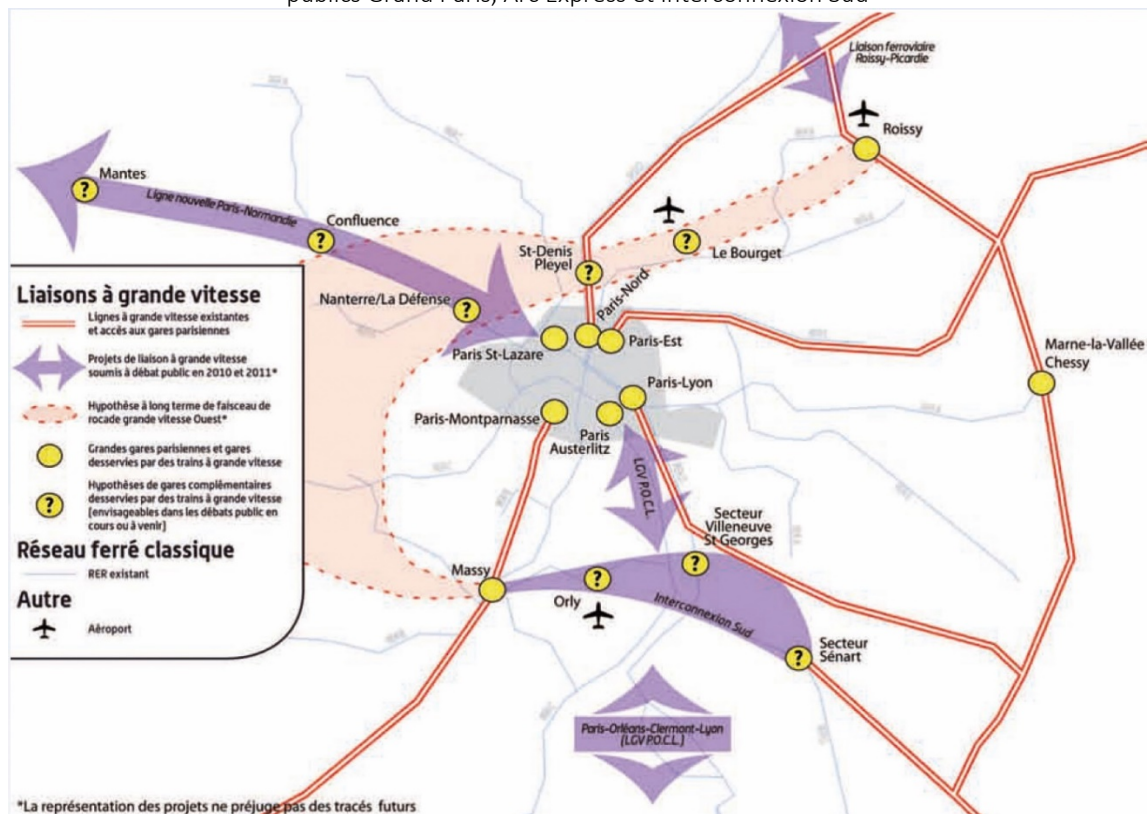 publics Grand Paris, Arc Express et Interconnexion Sud
Liaison ferroviaire
Roissy-Picardie
Roissy
Mantes
Ligne nouvelle Paris-Normandie
Confluence
St-Denis
Pleyel
Le Bourget
Nanterre/La Défense
Paris-Nord
Paris St-Lazare
Paris-Est
Marne-la-Vallée
Chessy
Paris-Lyon
Paris-Montparnasse
Paris
Austerlitz
LGV P.O.C.L.
Secteur
Villeneuve
St Georges
Massy
Orly
Interconnexion Sud
Secteur
Sénart
Paris-Orléans-Clermont-Lyon
(LGV P.O.C.L.)
Liaisons à grande vitesse
Lignes à grande vitesse existantes
et accès aux gares parisiennes
Projets de liaison à grande vitesse
soumis à débat public en 2010 et 2011*
Hypothèse à long terme de faisceau de
rocade grande vitesse Ouest*
Grandes gares parisiennes et gares
desservies par des trains à grande vitesse
Hypothèses de gares complémentaires
desservies par des trains à grande vitesse
(envisageables dans les débats public en
cours ou à venir)
Réseau ferré classique
RER existant
Autre
Aéroport
*La représentation des projets ne préjuge pas des tracés futurs